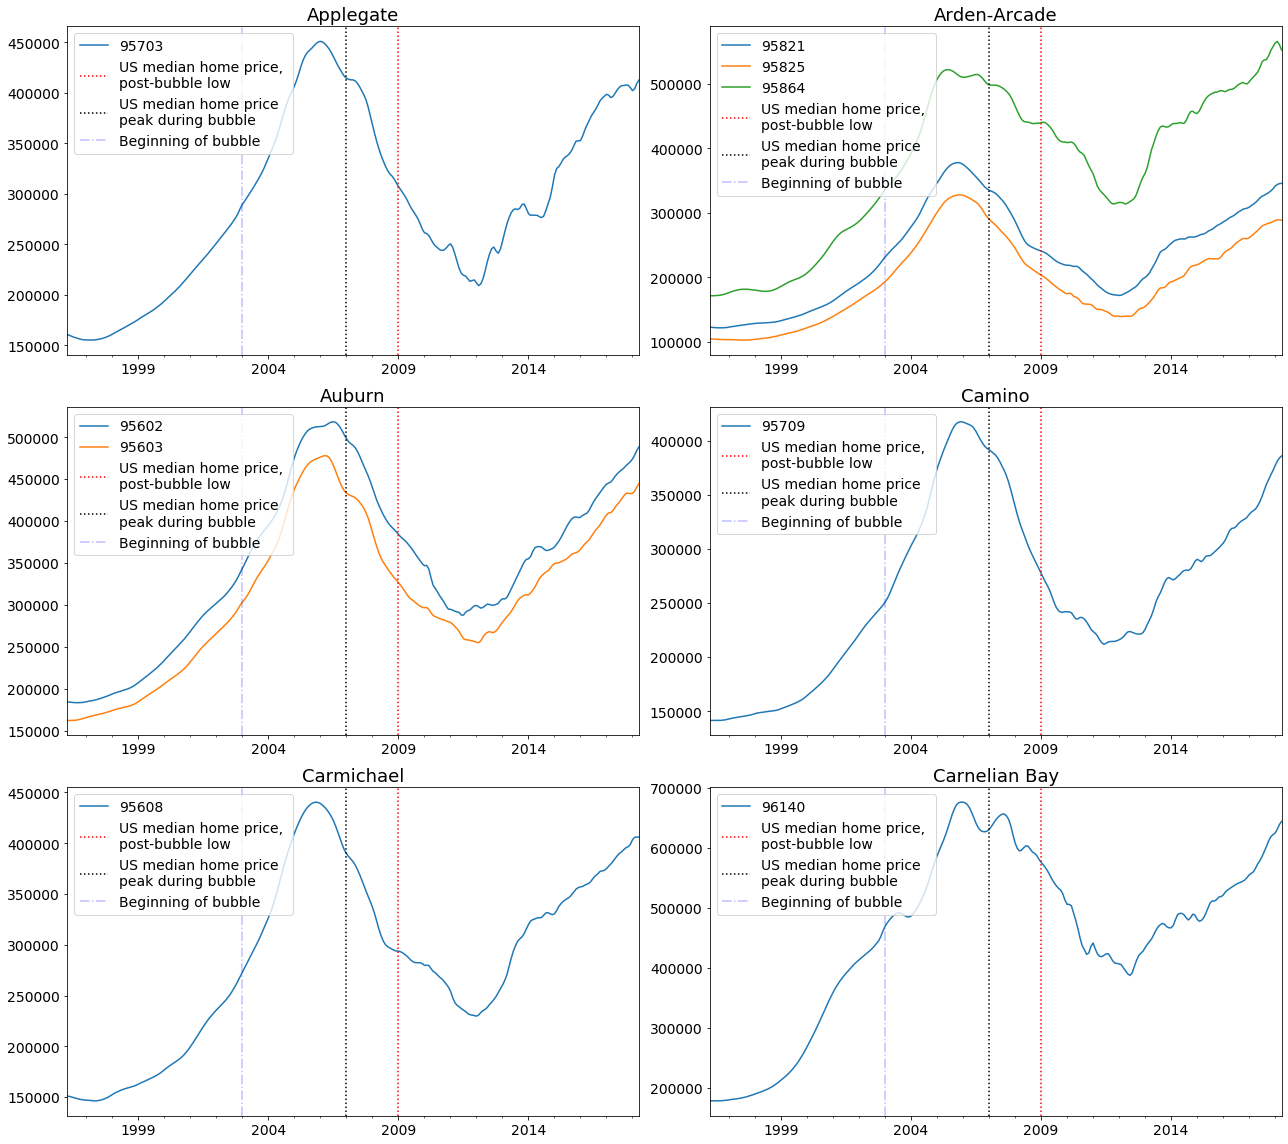 Applegate
450000
400000
350000
300000
250000
200000
150000
95703
US median home price,
post-bubble low
US median home price
peak during bubble
Beginning of bubble
1999 2004 2009 2014
Arden-Arcade
500000
400000
300000
200000
100000
95821
95825
95864
US median home price,
post-bubble low
US median home price
peak during bubble
Beginning of bubble
1999 2004 2009 2014
Auburn
500000
450000
400000
350000
300000
250000
200000
150000
95602
95603
US median home price,
post-bubble low
US median home price
peak during bubble
Beginning of bubble
1999 2004 2009 2014
Camino
400000
350000
300000
250000
200000
150000
95709
US median home price,
post-bubble low
US median home price
peak during bubble
Beginning of bubble
1999 2004 2009 2014
Carmichael
450000
400000
350000
300000
250000
200000
150000
95608
US median home price,
post-bubble low
US median home price
peak during bubble
Beginning of bubble
1999 2004 2009 2014
Carnelian Bay
700000
600000
500000
400000
300000
200000
96140
US median home price,
post-bubble low
US median home price
peak during bubble
Beginning of bubble
1999 2004 2009 2014